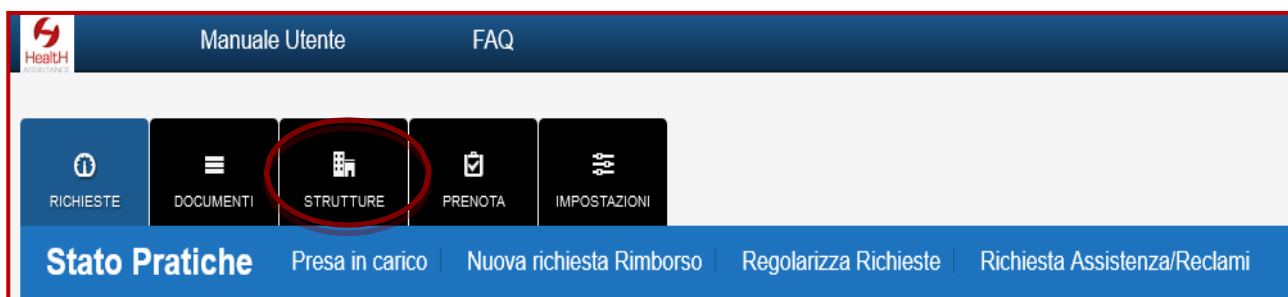 HealtH
ASSISTANCE
Manuale Utente FAQ
RICHIESTE DOCUMENTI STRUTTURE PRENOTA IMPOSTAZIONI
Stato Pratiche Presa in carico Nuova richiesta Rimborso Regolarizza Richieste Richiesta Assistenza/Reclami